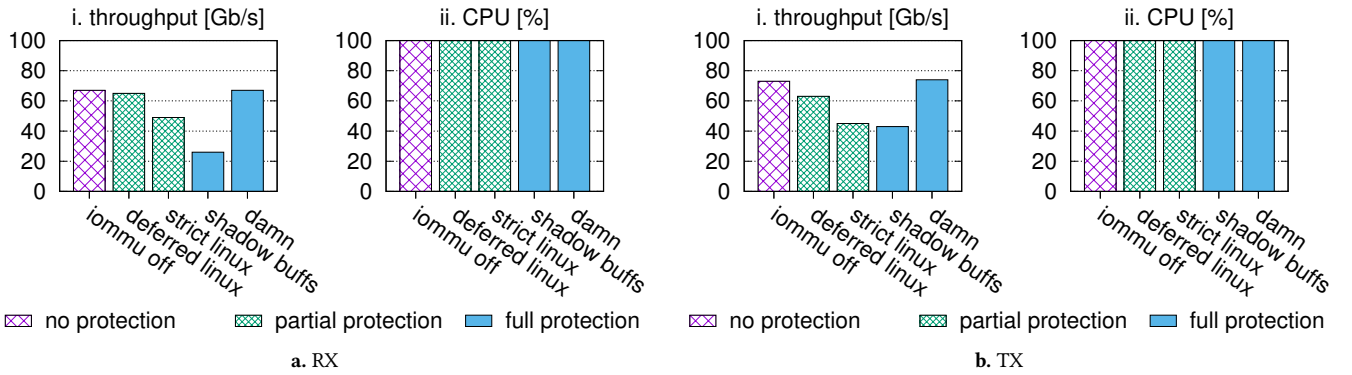 i. throughput [Gb/s]
100
80
60
40
20
0
iommu off
deferred linux
strict linux
shadow buffs
damn
ii. CPU [%]
100
80
60
40
20
0
iommu off
deferred linux
strict linux
shadow buffs
damn
no protection
partial protection
full protection
a. RX
i. throughput [Gb/s]
100
80
60
40
20
0
iommu off
deferred linux
strict linux
shadow buffs
damn
ii. CPU [%]
100
80
60
40
20
0
iommu off
deferred linux
strict linux
shadow buffs
damn
no protection
partial protection
full protection
b. TX